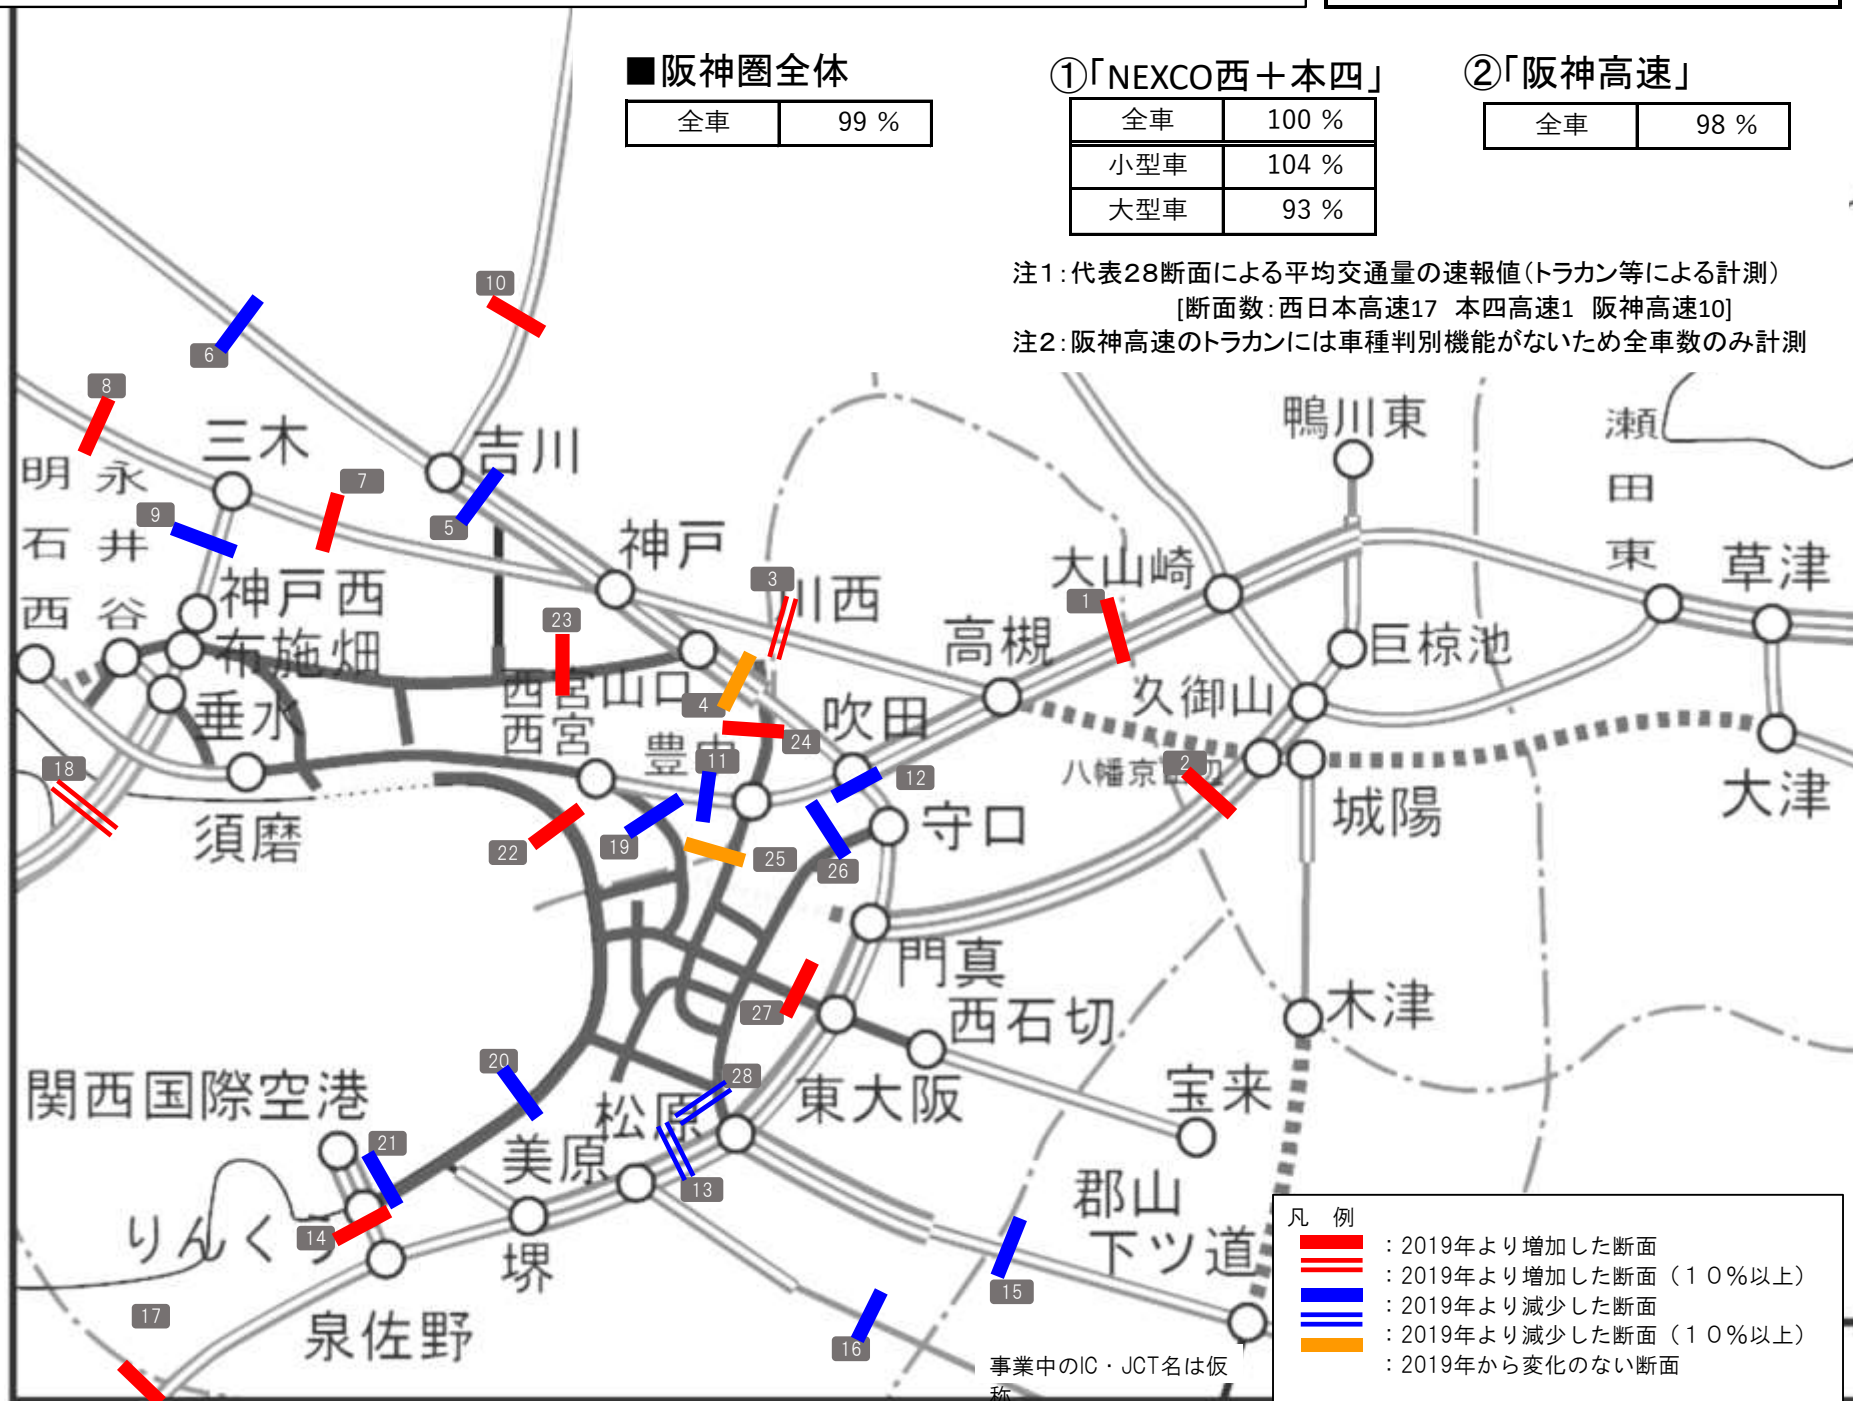 ■阪神圏全体
全車 99 %
①「NEXCO西＋本四」
全車 100 %
小型車 104 %
大型車 93 %
②「阪神高速」
全車 98 %
注1：代表28断面による平均交通量の速報値（トラカン等による計測）
[断面数：西日本高速17 本四高速1 阪神高速10]
注2：阪神高速のトラカンには車種判別機能がないため全車数のみ計測
10
6
8
三木
吉川
鴨川東
瀬田東
明石西
永井谷
7
9
5
神戸
大山崎
草津
神戸西
3
川西
1
布施畑
23
高槻
巨椋池
西宮山口
久御山
4
西宮
垂水
吹田
24
豊中
11
12
18
八幡京田辺
2
大津
須磨
22
19
25
26
守口
城陽
門真
27
西石切
木津
20
28
関西国際空港
松原
東大阪
宝来
21
美原
13
郡山
14
りんくう
堺
下ツ道
15
17
泉佐野
16
事業中のIC・JCT名は仮
称
凡 例
：2019年より増加した断面
：2019年より増加した断面（１０％以上）
：2019年より減少した断面
：2019年より減少した断面（１０％以上）
：2019年から変化のない断面